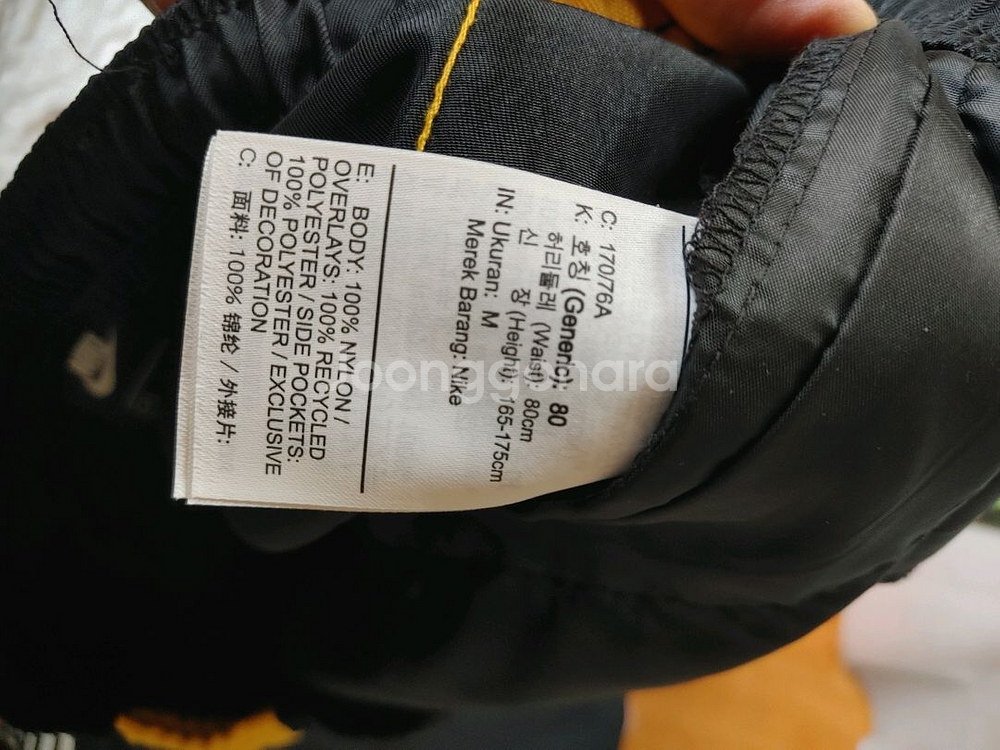 C: 170/76A
K: 호칭 (Generic): 80
허리둘레 (Waist) 80cm
신 장 (Height): 165-175cm
IN: Ukuran: M
Merek Barang: Nike
E: BODY: 100% NYLON /
OVERLAYS: 100% RECYCLED
POLYESTER / SIDE POCKETS:
100% POLYESTER / EXCLUSIVE
OF DECORATION
C: 面料: 100% 锦纶 / 外接片:
joonggonara